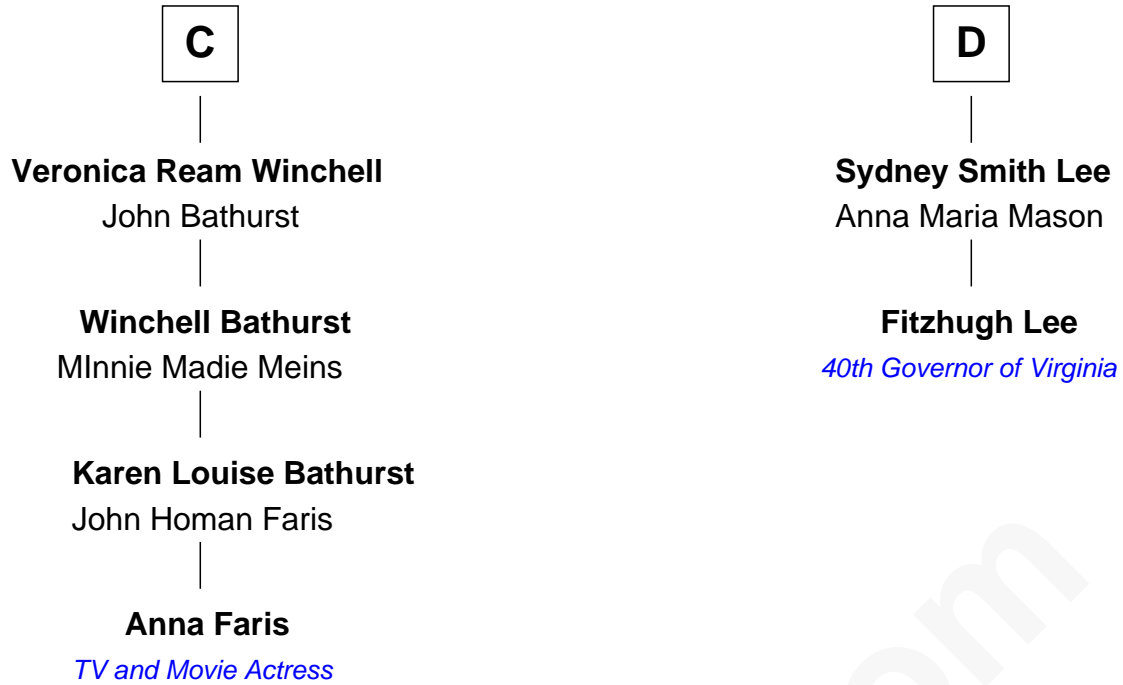 C
Veronica Ream Winchell
John Bathurst
Winchell Bathurst
MInnie Madie Meins
Karen Louise Bathurst
John Homan Faris
Anna Faris
TV and Movie Actress
D
Sydney Smith Lee
Anna Maria Mason
Fitzhugh Lee
40th Governor of Virginia
om